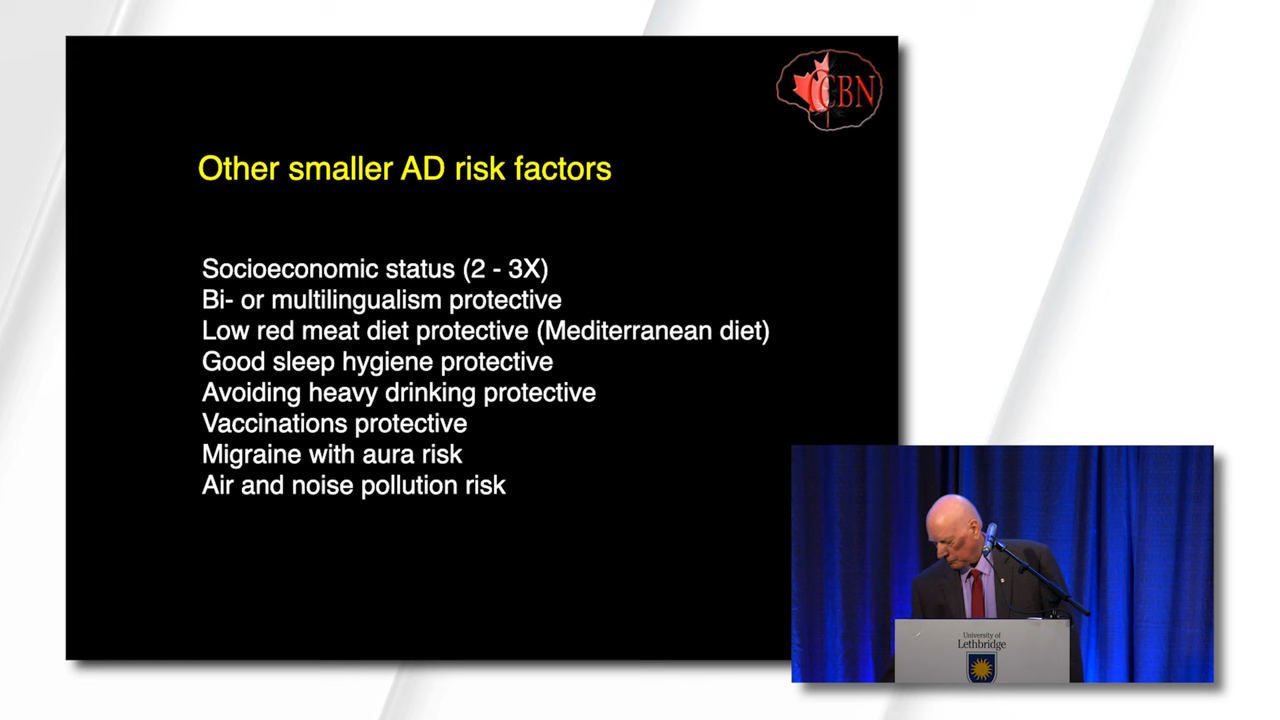 CCBN
Other smaller AD risk factors
Socioeconomic status (2 - 3X)
Bi- or multilingualism protective
Low red meat diet protective (Mediterranean diet)
Good sleep hygiene protective
Avoiding heavy drinking protective
Vaccinations protective
Migraine with aura risk
Air and noise pollution risk
University of
Lethbridge